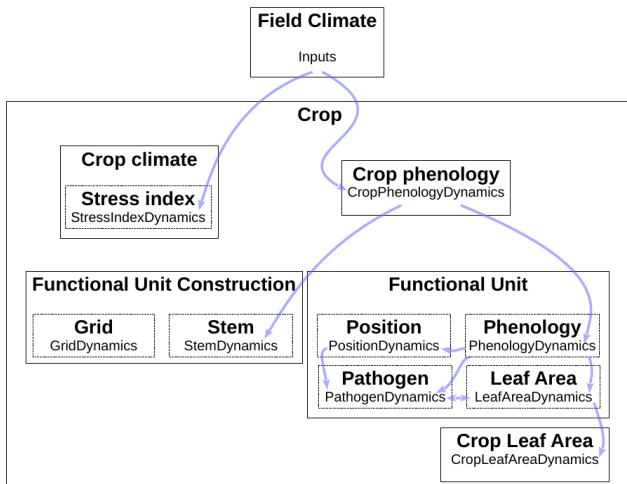 Field Climate
Inputs
Crop
Crop climate
Stress index
StressIndexDynamics
Crop phenology
CropPhenologyDynamics
Functional Unit Construction
Grid
GridDynamics
Stem
StemDynamics
Functional Unit
Position
PositionDynamics
Phenology
PhenologyDynamics
Pathogen
PathogenDynamics
Leaf Area
LeafAreaDynamics
Crop Leaf Area
CropLeafAreaDynamics